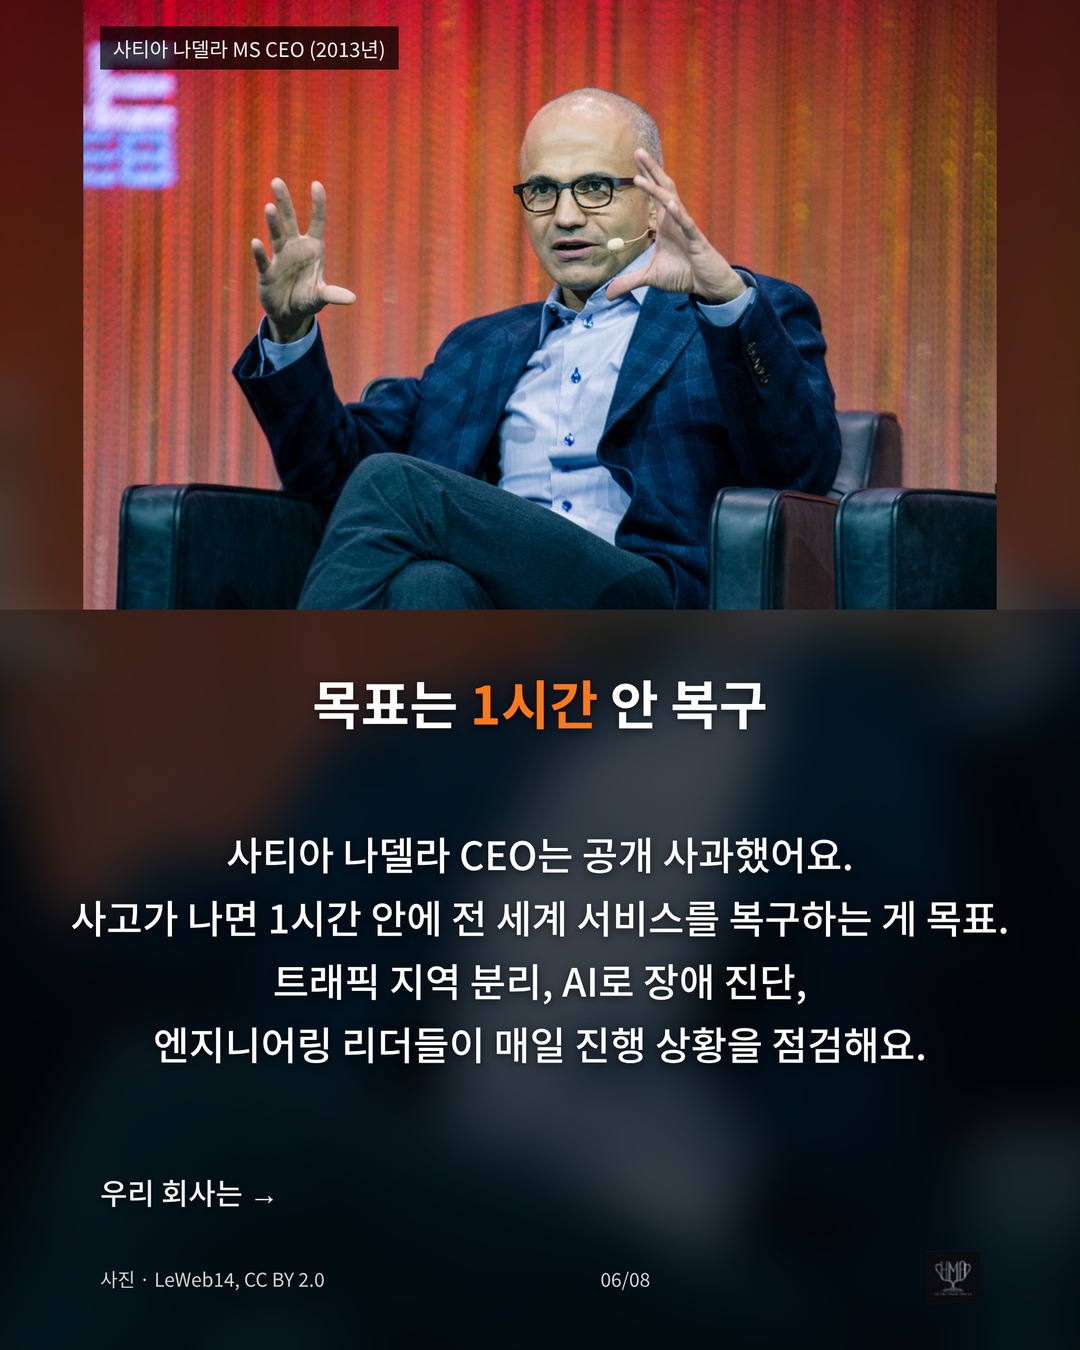 사티아 나델라 MS CEO (2013년)
목표는 1시간 안 복구
사티아 나델라 CEO는 공개 사과했어요.
사고가 나면 1시간 안에 전 세계 서비스를 복구하는 게 목표.
트래픽 지역 분리, AI로 장애 진단,
엔지니어링 리더들이 매일 진행 상황을 점검해요.
우리 회사는 →
사진 · LeWeb14, CC BY 2.0
06/08